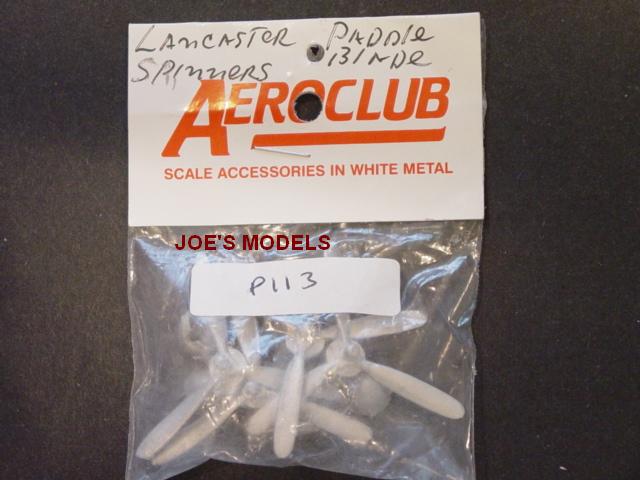 LANCASTER PADDLE
SPINNERS BLADE
AEROCLUB
SCALE ACCESSORIES IN WHITE METAL
JOE'S MODELS
P113